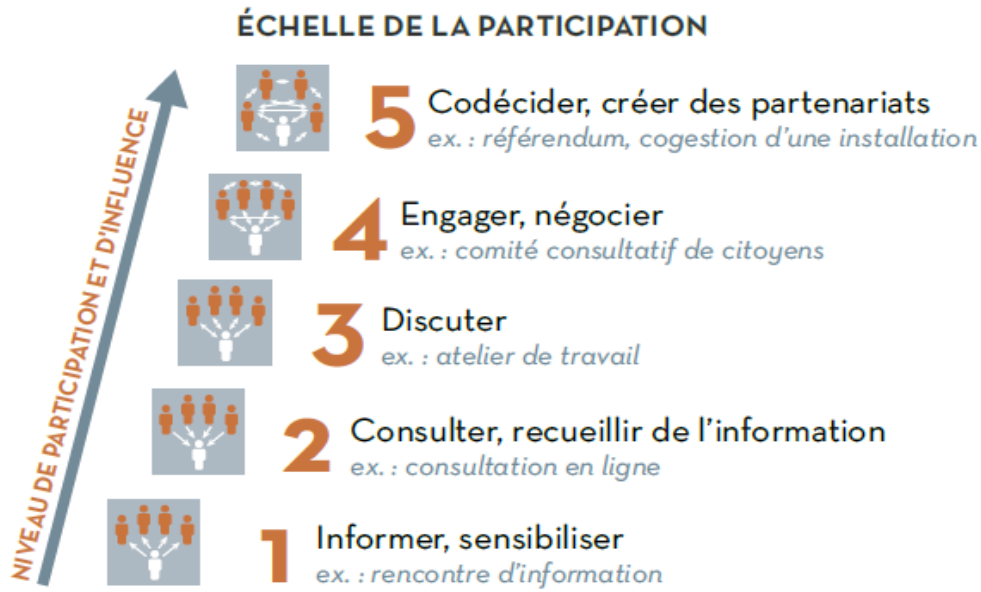 ÉCHELLE DE LA PARTICIPATION
NIVEAU DE PARTICIPATION ET D'INFLUENCE
5 Codécider, créer des partenariats
ex. : référendum, cogestion d'une installation
4 Engager, négocier
ex. : comité consultatif de citoyens
3 Discuter
ex. : atelier de travail
2 Consulter, recueillir de l'information
ex. : consultation en ligne
1 Informer, sensibiliser
ex. : rencontre d'information